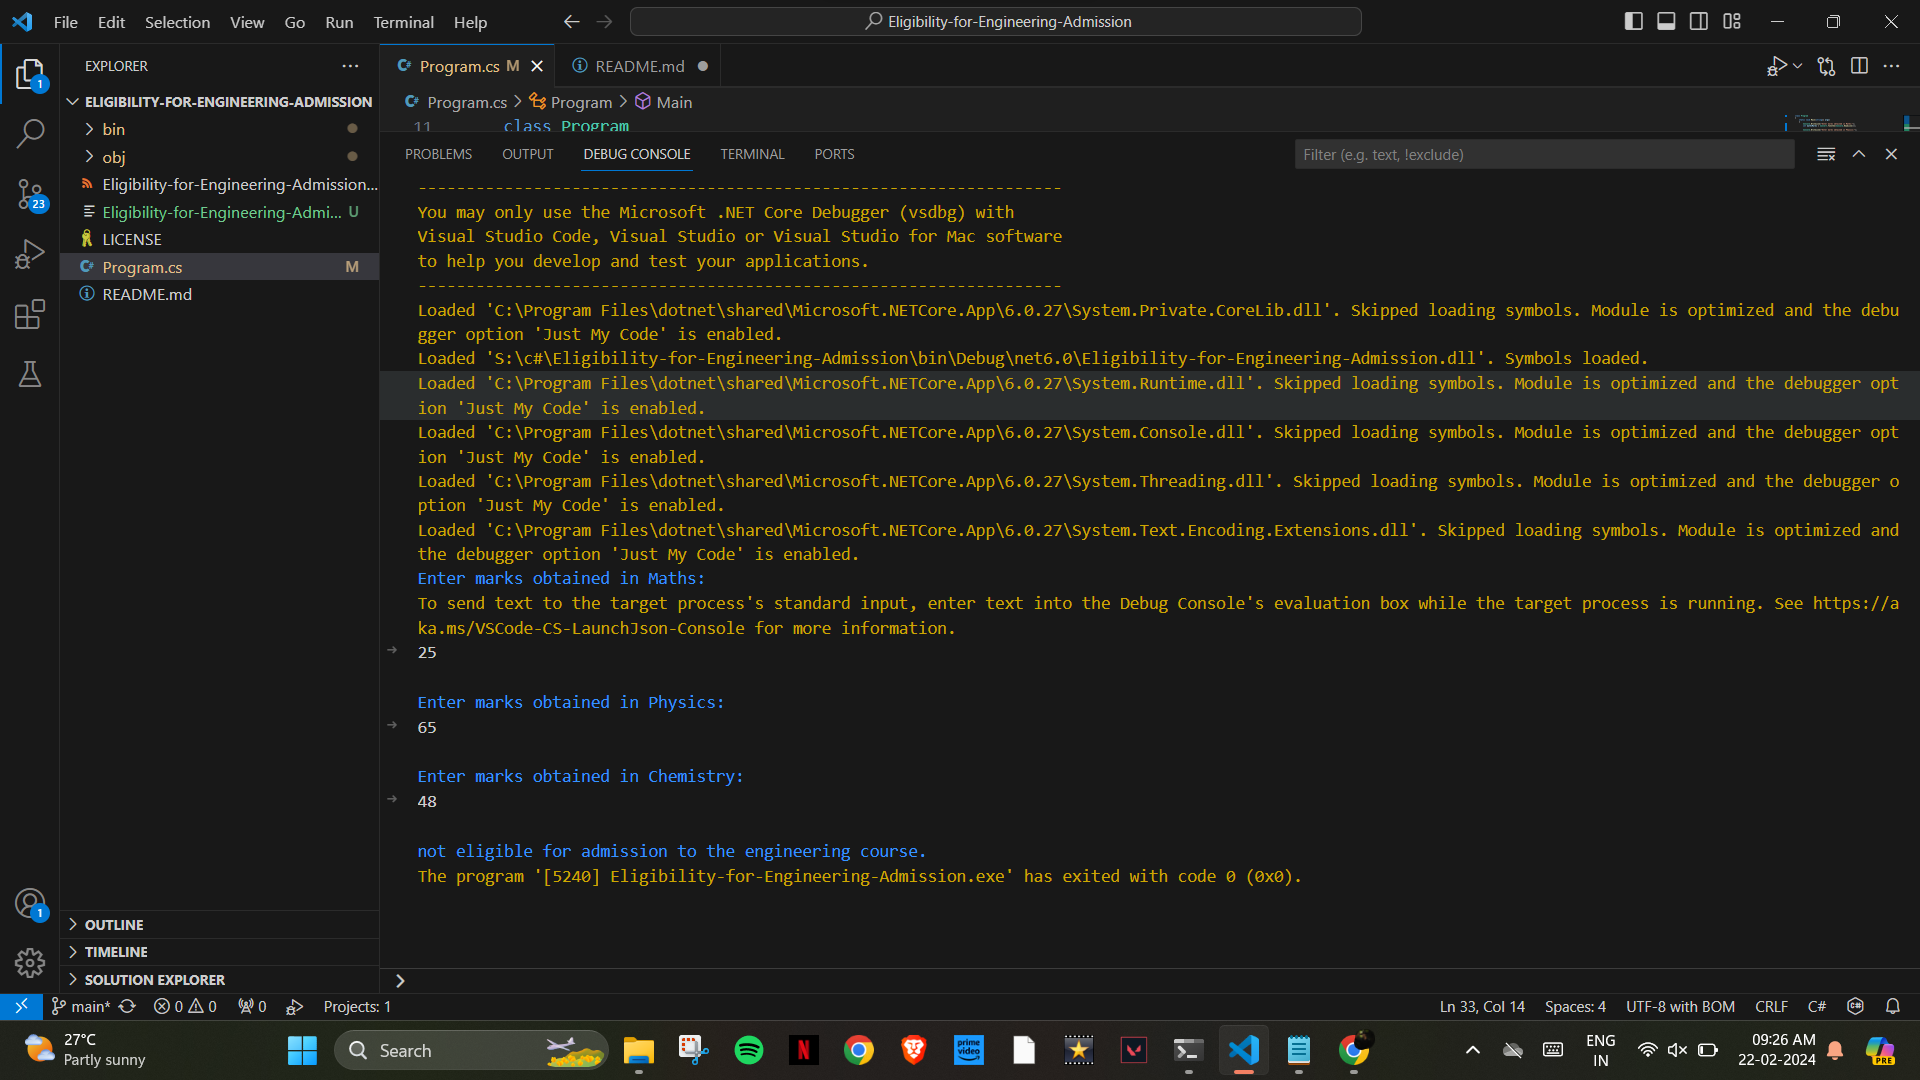 File Edit Selection View Go Run Terminal Help
Eligibility-for-Engineering-Admission
EXPLORER
Program.cs M
README.md
ELIGIBILITY-FOR-ENGINEERING-ADMISSION
Program.cs > Program > Main
11 class Program
bin
obj
Eligibility-for-Engineering-Admission...
Eligibility-for-Engineering-Admi... U
LICENSE
Program.cs M
README.md
1
23
PROBLEMS OUTPUT DEBUG CONSOLE TERMINAL PORTS
Filter (e.g. text, !exclude)
-------------------------------------------------------------------
You may only use the Microsoft .NET Core Debugger (vsdbg) with
Visual Studio Code, Visual Studio or Visual Studio for Mac software
to help you develop and test your applications.
-------------------------------------------------------------------
Loaded 'C:\Program Files\dotnet\shared\Microsoft.NETCore.App\6.0.27\System.Private.CoreLib.dll'. Skipped loading symbols. Module is optimized and the debu
gger option 'Just My Code' is enabled.
Loaded 'S:\c#\Eligibility-for-Engineering-Admission\bin\Debug\net6.0\Eligibility-for-Engineering-Admission.dll'. Symbols loaded.
Loaded 'C:\Program Files\dotnet\shared\Microsoft.NETCore.App\6.0.27\System.Runtime.dll'. Skipped loading symbols. Module is optimized and the debugger opt
ion 'Just My Code' is enabled.
Loaded 'C:\Program Files\dotnet\shared\Microsoft.NETCore.App\6.0.27\System.Console.dll'. Skipped loading symbols. Module is optimized and the debugger opt
ion 'Just My Code' is enabled.
Loaded 'C:\Program Files\dotnet\shared\Microsoft.NETCore.App\6.0.27\System.Threading.dll'. Skipped loading symbols. Module is optimized and the debugger o
ption 'Just My Code' is enabled.
Loaded 'C:\Program Files\dotnet\shared\Microsoft.NETCore.App\6.0.27\System.Text.Encoding.Extensions.dll'. Skipped loading symbols. Module is optimized and
the debugger option 'Just My Code' is enabled.
Enter marks obtained in Maths:
To send text to the target process's standard input, enter text into the Debug Console's evaluation box while the target process is running. See https://a
ka.ms/VSCode-CS-LaunchJson-Console for more information.
25
Enter marks obtained in Physics:
65
Enter marks obtained in Chemistry:
48
not eligible for admission to the engineering course.
The program '[5240] Eligibility-for-Engineering-Admission.exe' has exited with code 0 (0x0).
1
OUTLINE
TIMELINE
SOLUTION EXPLORER
main* 0 0 0 Projects: 1
Ln 33, Col 14 Spaces: 4 UTF-8 with BOM CRLF C#
27°C
Partly sunny
Search
prime
video
ENG
IN
09:26 AM
22-02-2024
PRE